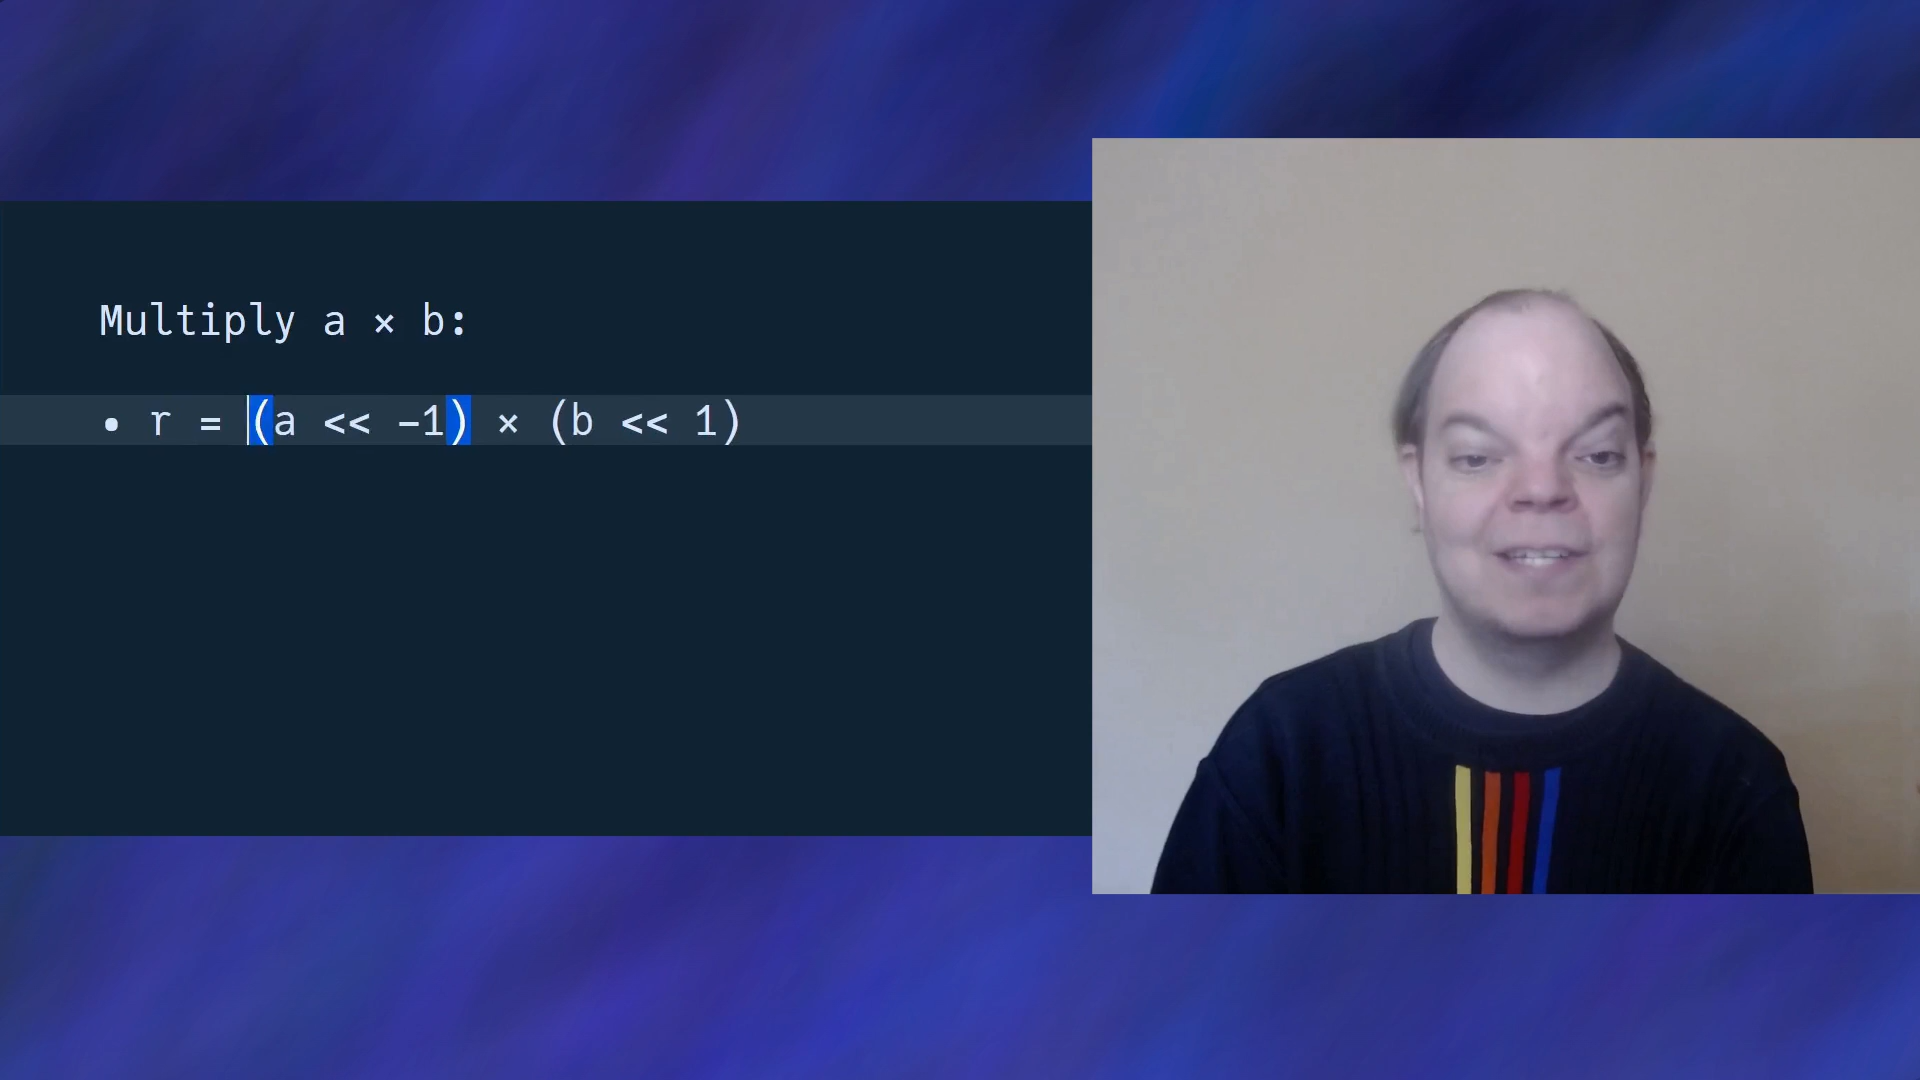 Multiply a × b:
• r = (a << −1) × (b << 1)